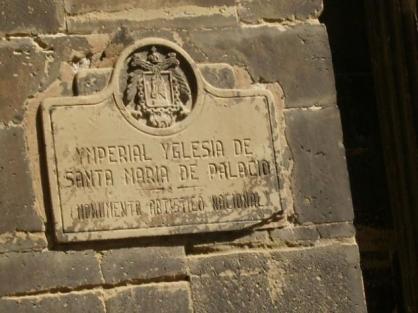 YMPERIAL YGLESIA DE
SANTA MARIA DE PALACIO
MONUMENTO ARTISTICO NACIONAL